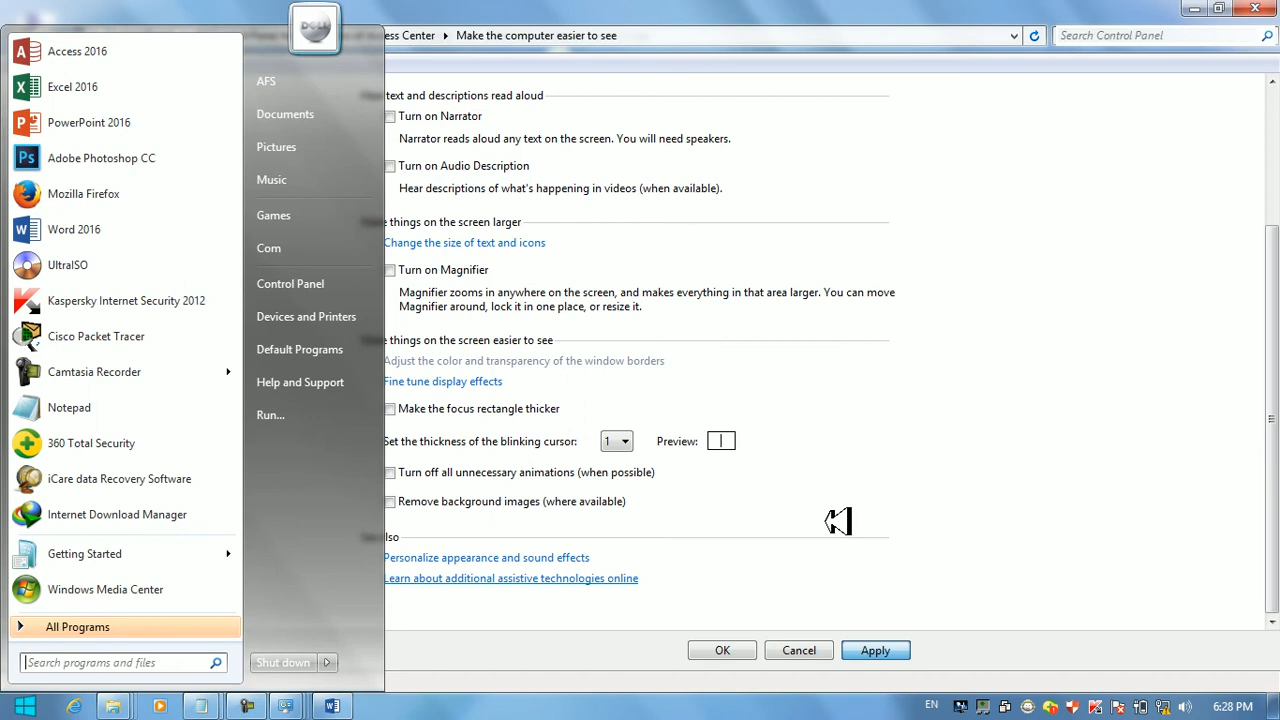 DELL
Access 2016
Excel 2016
PowerPoint 2016
Adobe Photoshop CC
Mozilla Firefox
Word 2016
UltraISO
Kaspersky Internet Security 2012
Cisco Packet Tracer
Camtasia Recorder
Notepad
360 Total Security
iCare data Recovery Software
Internet Download Manager
Getting Started
Windows Media Center
All Programs
Search programs and files
AFS
Documents
Pictures
Music
Games
Com
Control Panel
Devices and Printers
Default Programs
Help and Support
Run...
Shut down
ss Center
Make the computer easier to see
Search Control Panel
text and descriptions read aloud
Turn on Narrator
Narrator reads aloud any text on the screen. You will need speakers.
Turn on Audio Description
Hear descriptions of what's happening in videos (when available).
things on the screen larger
Change the size of text and icons
Turn on Magnifier
Magnifier zooms in anywhere on the screen, and makes everything in that area larger. You can move
Magnifier around, lock it in one place, or resize it.
things on the screen easier to see
Adjust the color and transparency of the window borders
Fine tune display effects
Make the focus rectangle thicker
Set the thickness of the blinking cursor: 1 Preview:
Turn off all unnecessary animations (when possible)
Remove background images (where available)
lso
Personalize appearance and sound effects
Learn about additional assistive technologies online
OK Cancel Apply
EN 6:28 PM